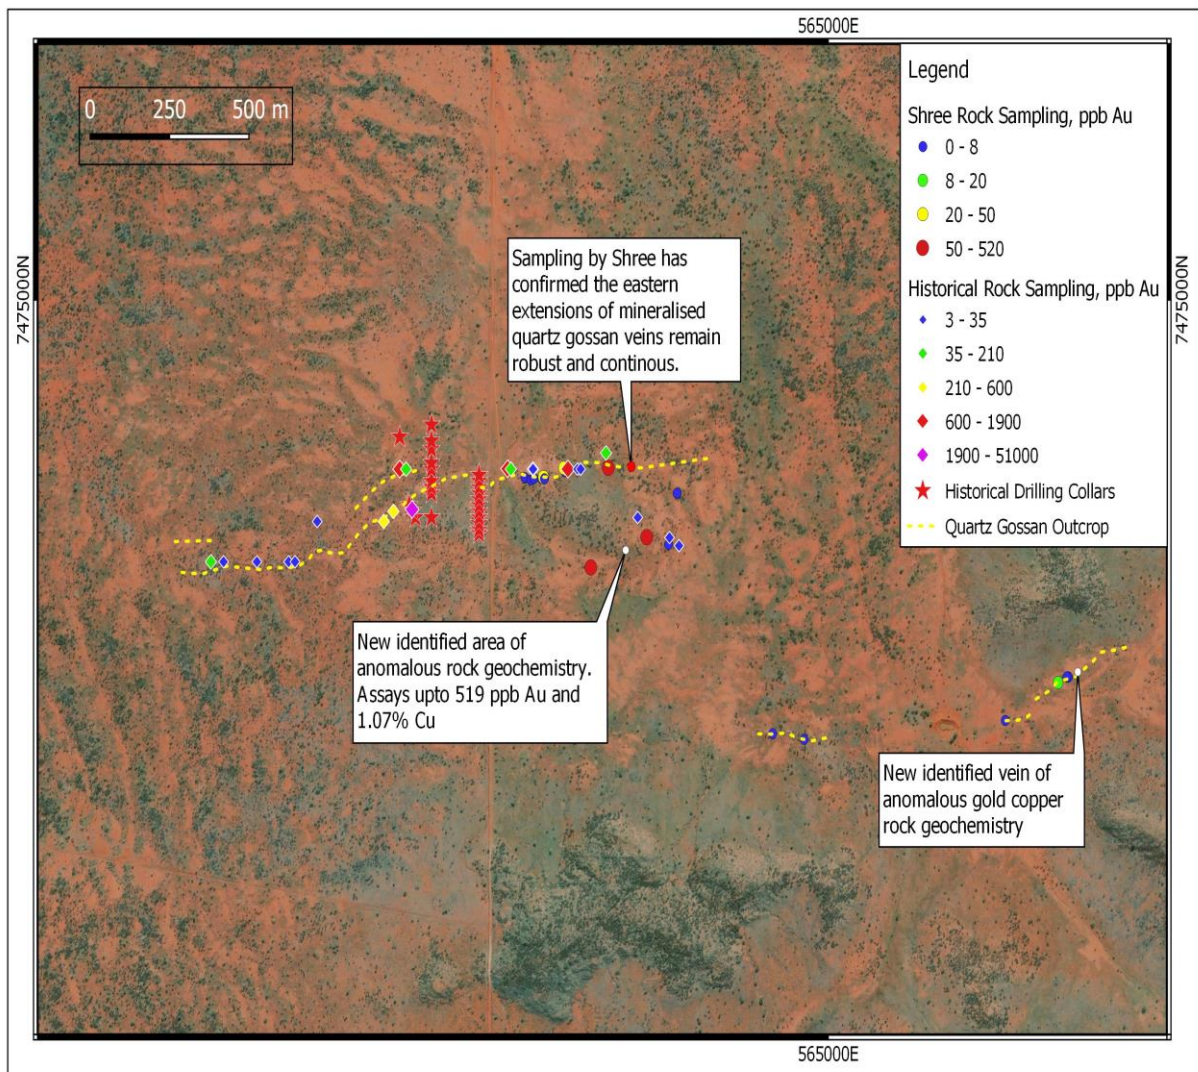 565000E
0 250 500 m
7475000N
7475000N
Legend
Shree Rock Sampling, ppb Au
0 - 8
8 - 20
20 - 50
50 - 520
Historical Rock Sampling, ppb Au
3 - 35
35 - 210
210 - 600
600 - 1900
1900 - 51000
Historical Drilling Collars
Quartz Gossan Outcrop
Sampling by Shree has
confirmed the eastern
extensions of mineralised
quartz gossan veins remain
robust and continous.
New identified area of
anomalous rock geochemistry.
Assays upto 519 ppb Au and
1.07% Cu
New identified vein of
anomalous gold copper
rock geochemistry
565000E